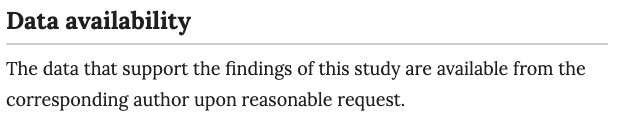 Data availability
The data that support the findings of this study are available from the
corresponding author upon reasonable request.